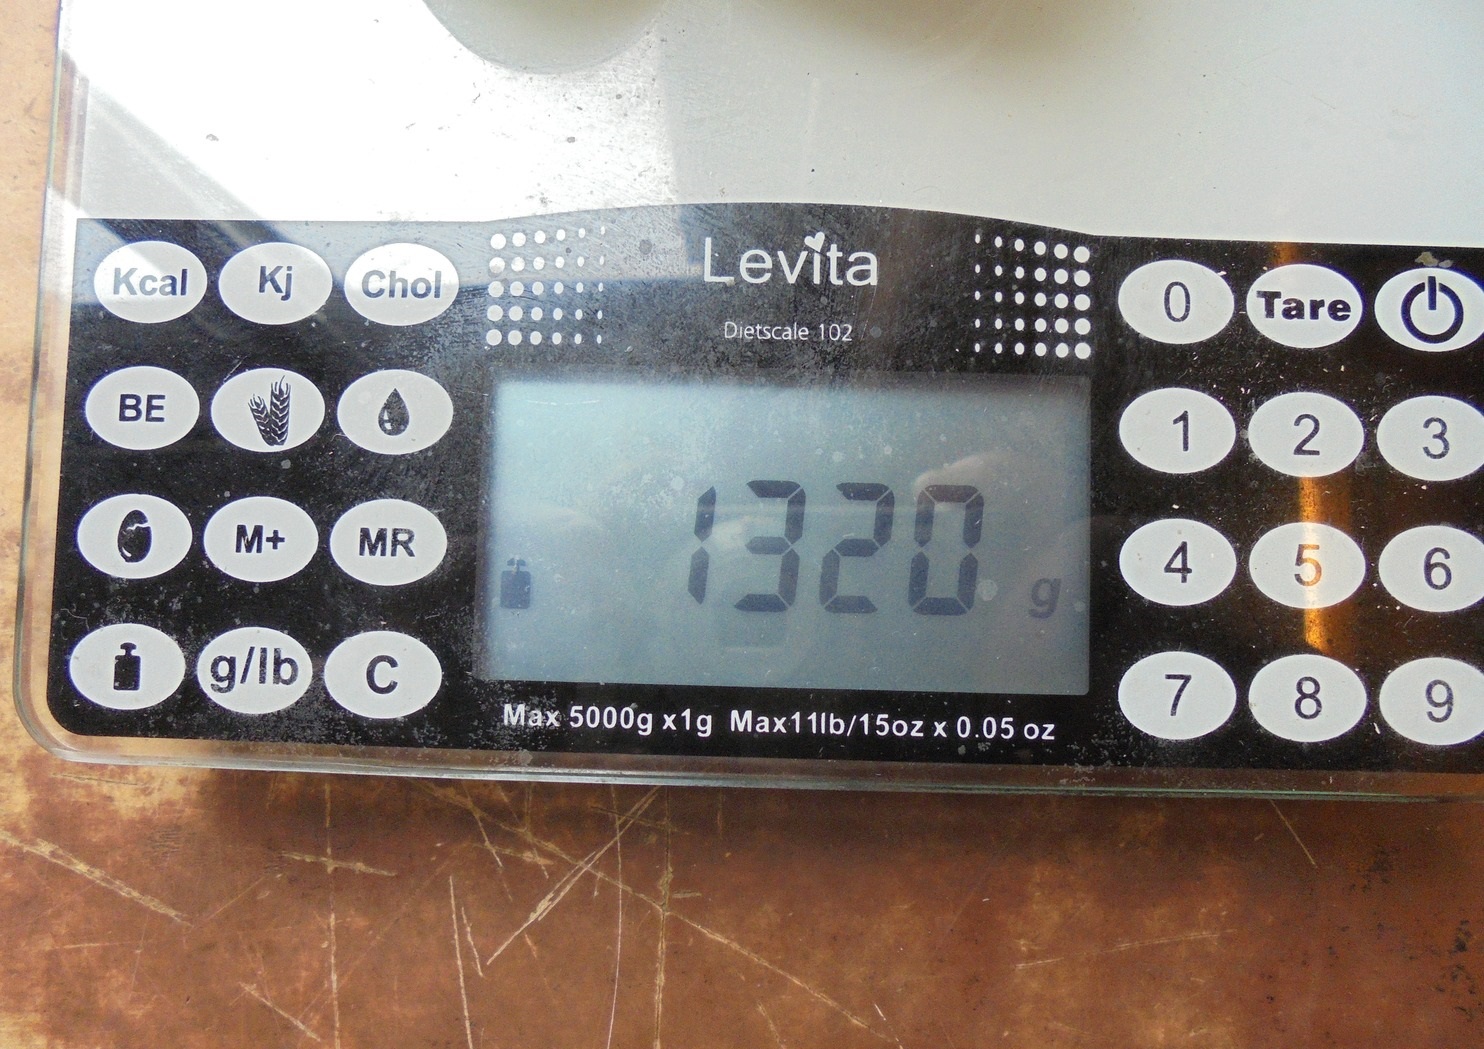 Levita
Dietscale 102
Kcal Kj Chol
BE
M+ MR
g/lb C
1320 g
0 Tare
1 2 3
4 5 6
7 8 9
Max 5000g x1g Max11lb/15oz x 0.05 oz